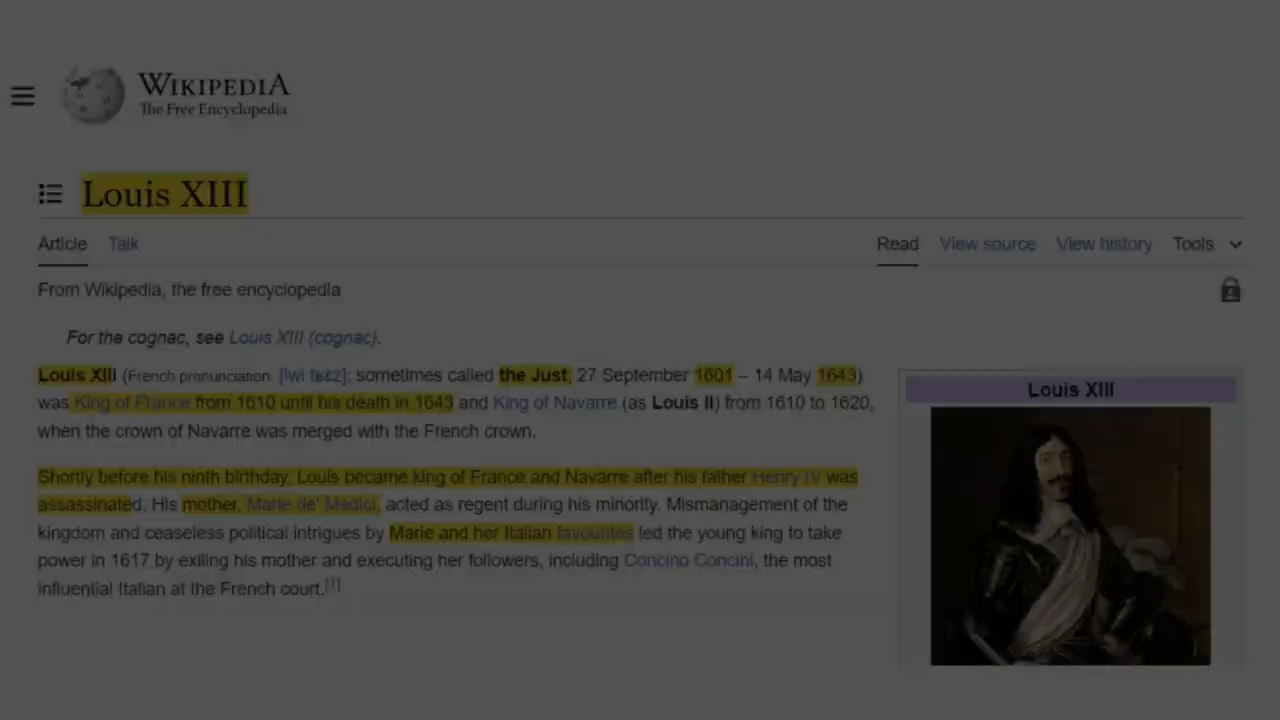 WIKIPEDIA
The Free Encyclopedia
Louis XIII
Article Talk Read View source View history Tools
From Wikipedia, the free encyclopedia
For the cognac, see Louis XIII (cognac).
Louis XIII (French pronunciation: [lwi tʁɛz]; sometimes called the Just; 27 September 1601 – 14 May 1643)
was King of France from 1610 until his death in 1643 and King of Navarre (as Louis II) from 1610 to 1620,
when the crown of Navarre was merged with the French crown.
Shortly before his ninth birthday, Louis became king of France and Navarre after his father Henry IV was
assassinated. His mother, Marie de' Medici, acted as regent during his minority. Mismanagement of the
kingdom and ceaseless political intrigues by Marie and her Italian favourites led the young king to take
power in 1617 by exiling his mother and executing her followers, including Concino Concini, the most
influential Italian at the French court.[1]
Louis XIII